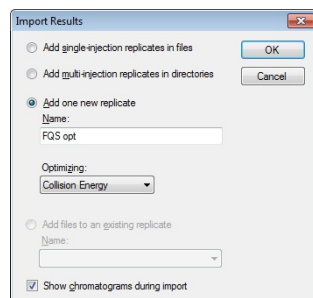 Import Results
Add single-injection replicates in files
OK
Add multi-injection replicates in directories
Cancel
Add one new replicate
Name:
FQS opt
Optimizing:
Collision Energy
Add files to an existing replicate
Name:
Show chromatograms during import